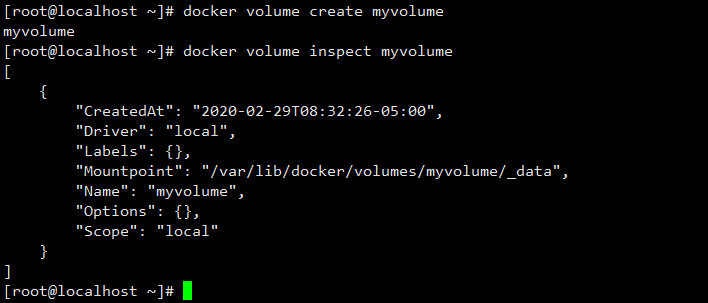 [root@localhost ~]# docker volume create myvolume
myvolume
[root@localhost ~]# docker volume inspect myvolume
[
    {
        "CreatedAt": "2020-02-29T08:32:26-05:00",
        "Driver": "local",
        "Labels": {},
        "Mountpoint": "/var/lib/docker/volumes/myvolume/_data",
        "Name": "myvolume",
        "Options": {},
        "Scope": "local"
    }
]
[root@localhost ~]#